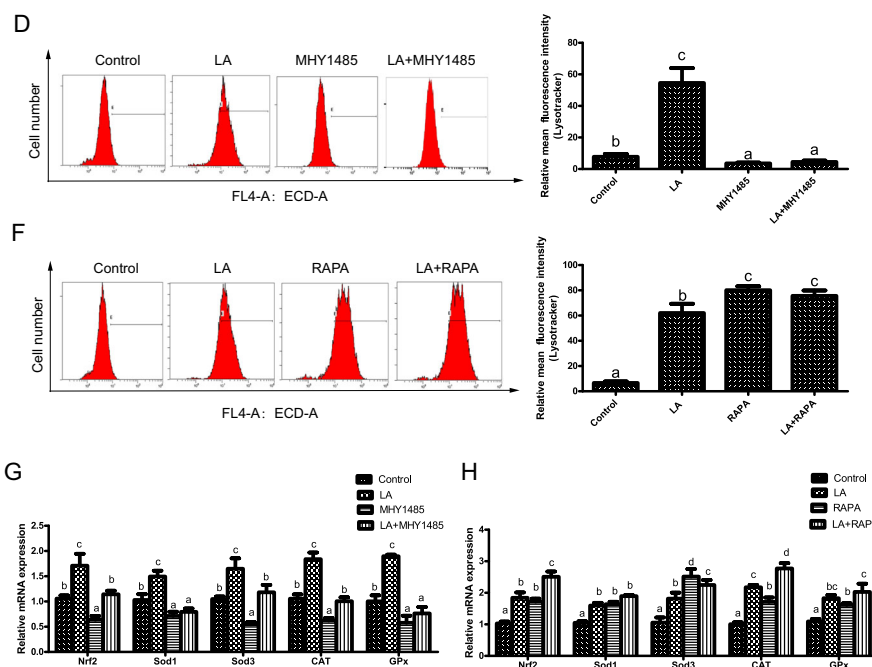 D
Control LA MHY1485 LA+MHY1485
Cell number
FL4-A: ECD-A
Relative mean fluorescence intensity
(Lysotracker)
80
60
40
20
0
b c a a
Control LA MHY1485 LA+MHY1485
F
Control LA RAPA LA+RAPA
Cell number
FL4-A: ECD-A
Relative mean fluorescence intensity
(Lysotracker)
100
80
60
40
20
0
a b c c
Control LA RAPA LA+RAPA
G
Control
LA
MHY1485
LA+MHY1485
Relative mRNA expression
2.5
2.0
1.5
1.0
0.5
0.0
b c a b b c a a b c a b b c a b b c a a
Nrf2 Sod1 Sod3 CAT GPx
H
Control
LA
RAPA
LA+RAP
Relative mRNA expression
4
3
2
1
0
a b b c a b b c a b d c a c b d a bc b c
Nrf2 Sod1 Sod3 CAT GPx